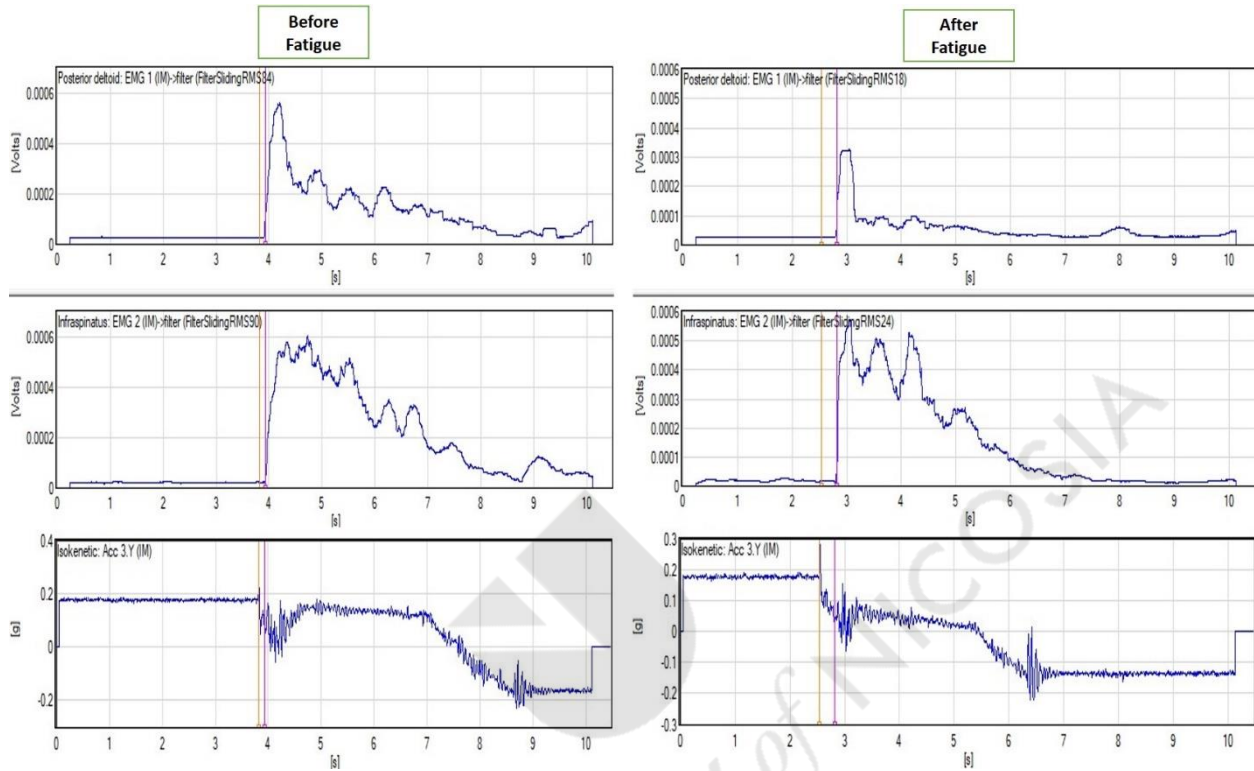 Before
Fatigue
After
Fatigue
Posterior deltoid: EMG 1 (IM)->filter (FilterSlidingRMS84)
0.0006
0.0004
0.0002
0
[Volts]
0 1 2 3 4 5 6 7 8 9 10
[s]
Posterior deltoid: EMG 1 (IM)->filter (FilterSlidingRMS18)
0.0006
0.0005
0.0004
0.0003
0.0002
0.0001
0
[Volts]
0 1 2 3 4 5 6 7 8 9 10
[s]
Infraspinatus: EMG 2 (IM)->filter (FilterSlidingRMS90)
0.0006
0.0004
0.0002
0
[Volts]
0 1 2 3 4 5 6 7 8 9 10
[s]
Infraspinatus: EMG 2 (IM)->filter (FilterSlidingRMS24)
0.0006
0.0005
0.0004
0.0003
0.0002
0.0001
0
[Volts]
0 1 2 3 4 5 6 7 8 9 10
[s]
Isokenetic: Acc 3.Y (IM)
0.4
0.2
0
-0.2
[g]
0 1 2 3 4 5 6 7 8 9 10
[s]
Isokenetic: Acc 3.Y (IM)
0.3
0.2
0.1
0
-0.1
-0.2
-0.3
[g]
0 1 2 3 4 5 6 7 8 9 10
[s]
of NICOSIA